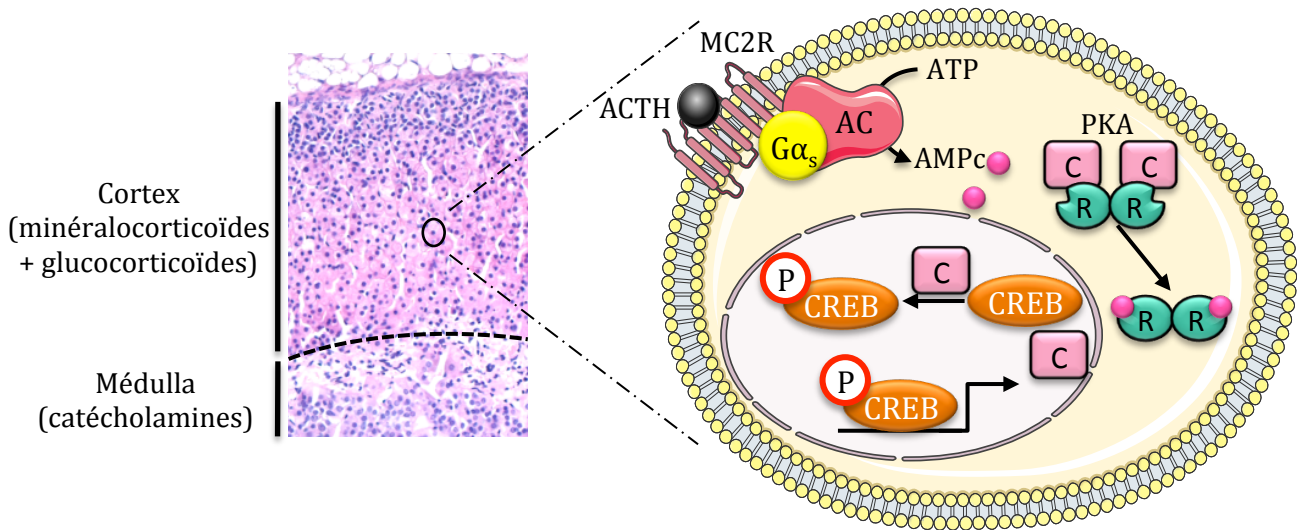 Cortex
(minéralocorticoïdes
+ glucocorticoïdes)
Médulla
(catécholamines)
MC2R
ACTH
Gαs
AC
ATP
AMPc
PKA
C
C
R
R
R
R
P
CREB
C
CREB
C
P
CREB